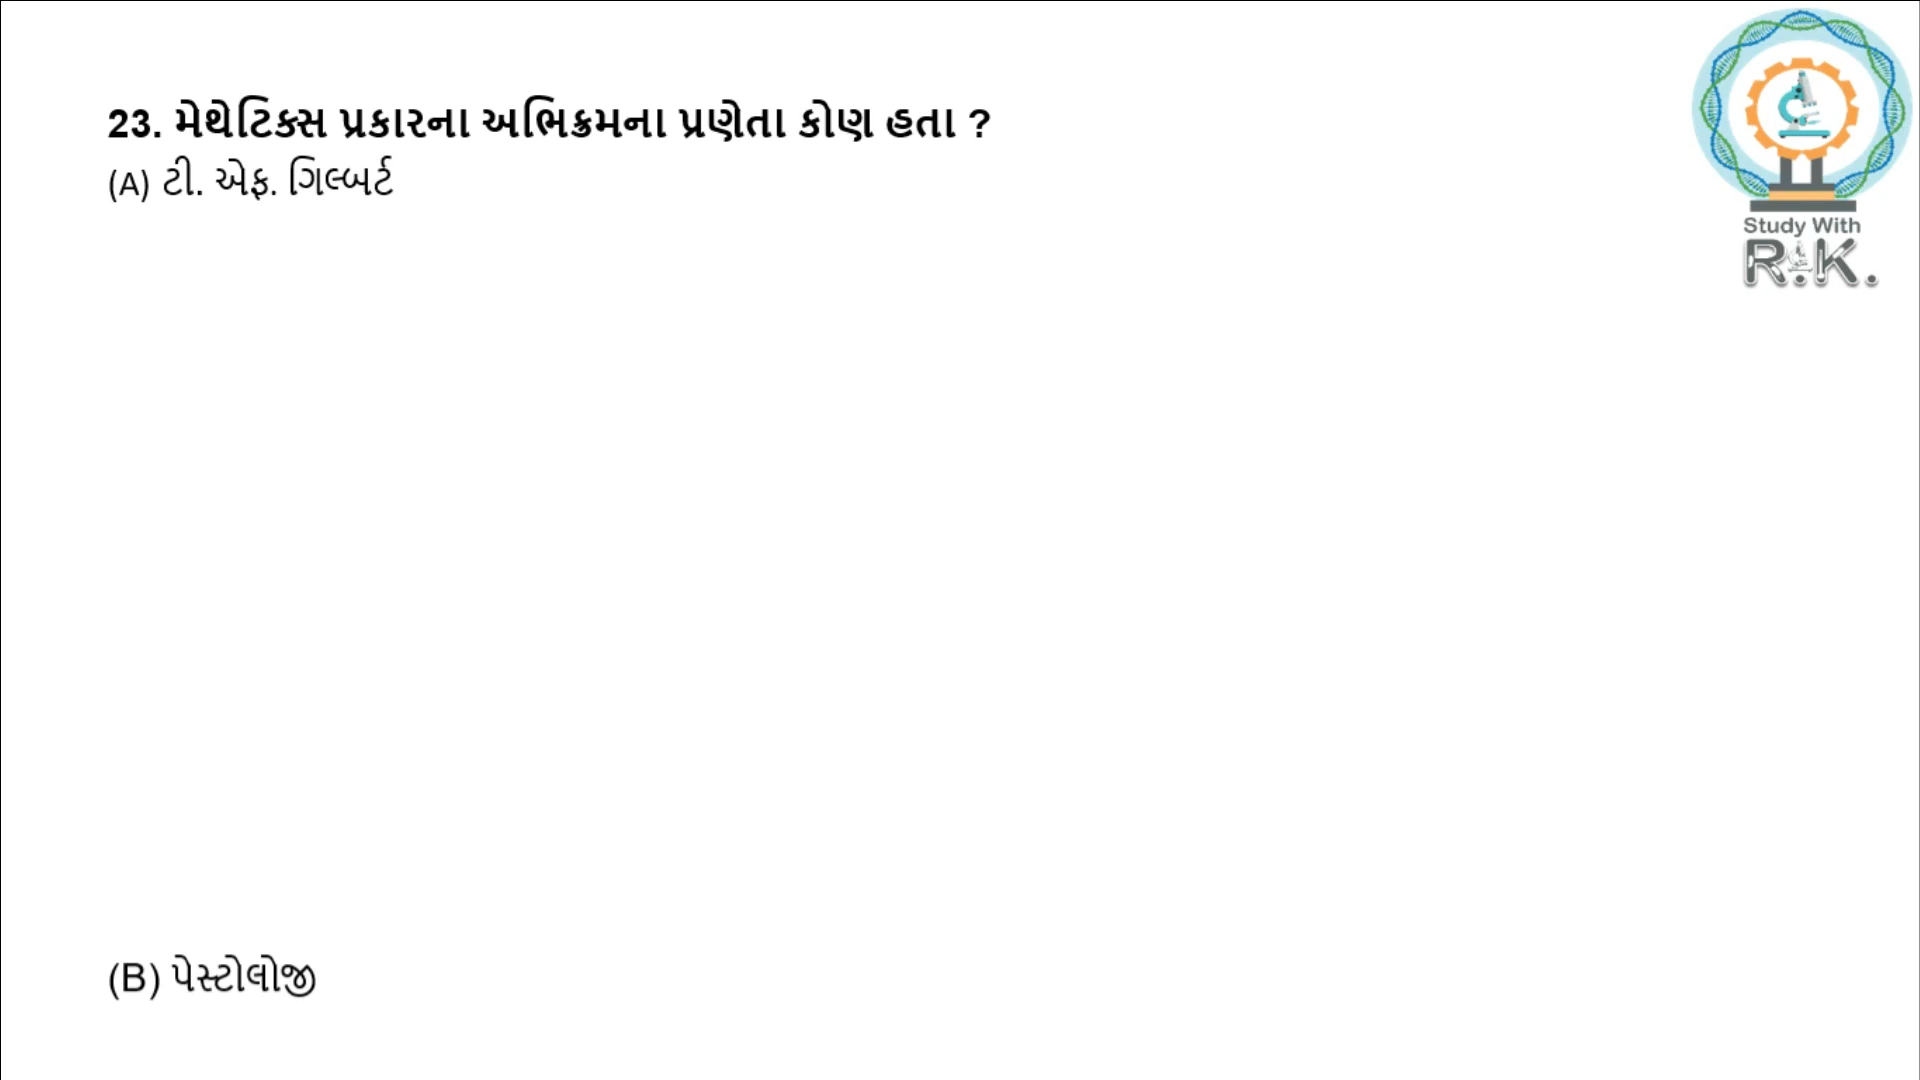 23. મેથેટિક્સ પ્રકારના અભિક્રમના પ્રણેતા કોણ હતા ?
(A) ટી. એફ. ગિલ્બર્ટ
Study With
R.K.
(B) પેસ્ટોલોજી